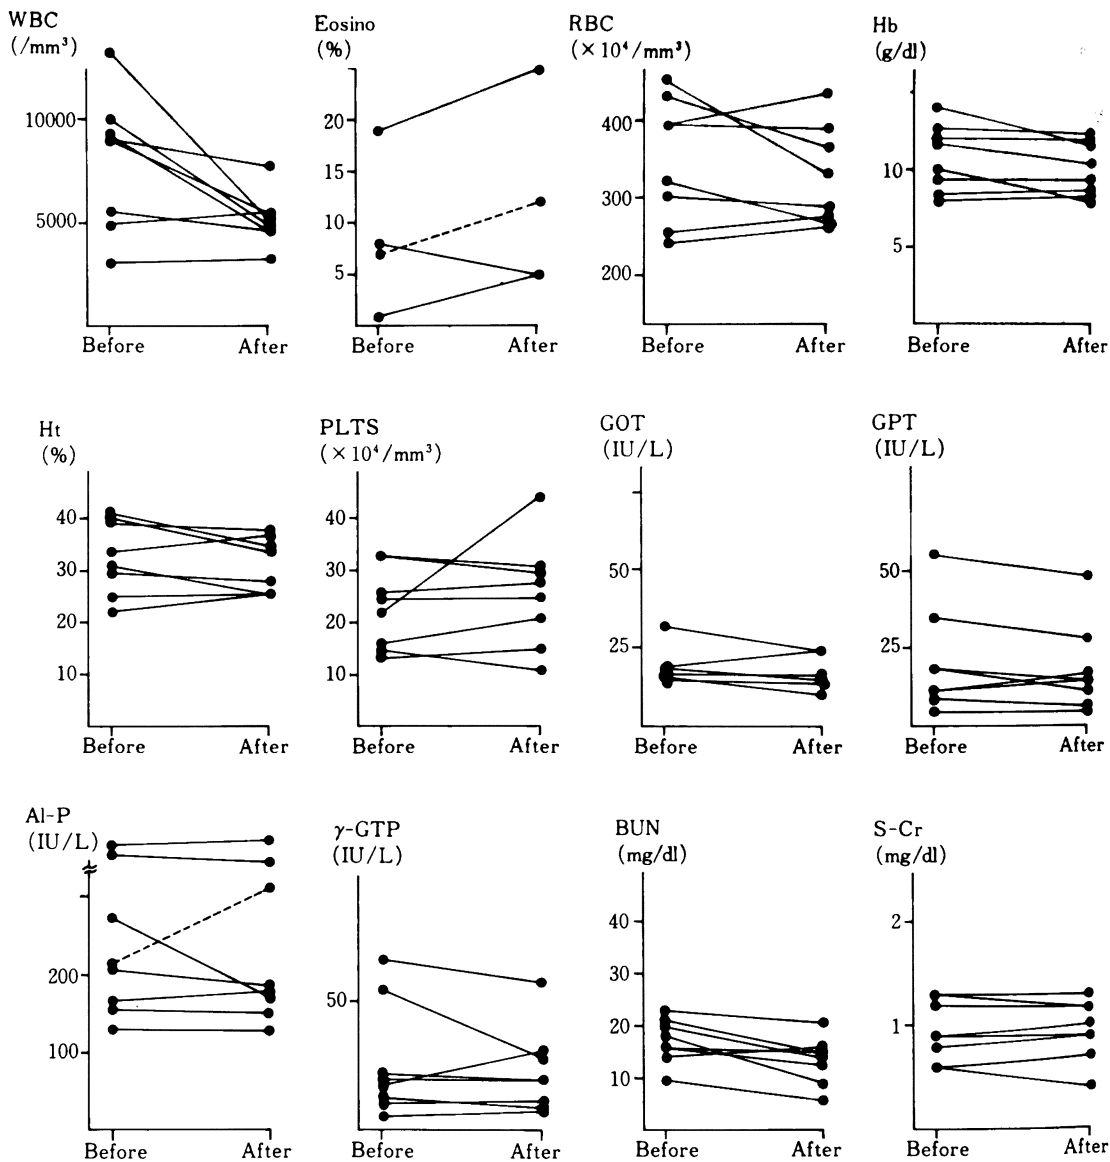 WBC
(/mm³)
10000
5000
Before After
Eosino
(%)
20
15
10
5
Before After
RBC
(×10⁴/mm³)
400
300
200
Before After
Hb
(g/dl)
10
5
Before After
Ht
(%)
40
30
20
10
Before After
PLTS
(×10⁴/mm³)
40
30
20
10
Before After
GOT
(IU/L)
50
25
Before After
GPT
(IU/L)
50
25
Before After
Al-P
(IU/L)
200
100
Before After
γ-GTP
(IU/L)
50
Before After
BUN
(mg/dl)
40
30
20
10
Before After
S-Cr
(mg/dl)
2
1
Before After